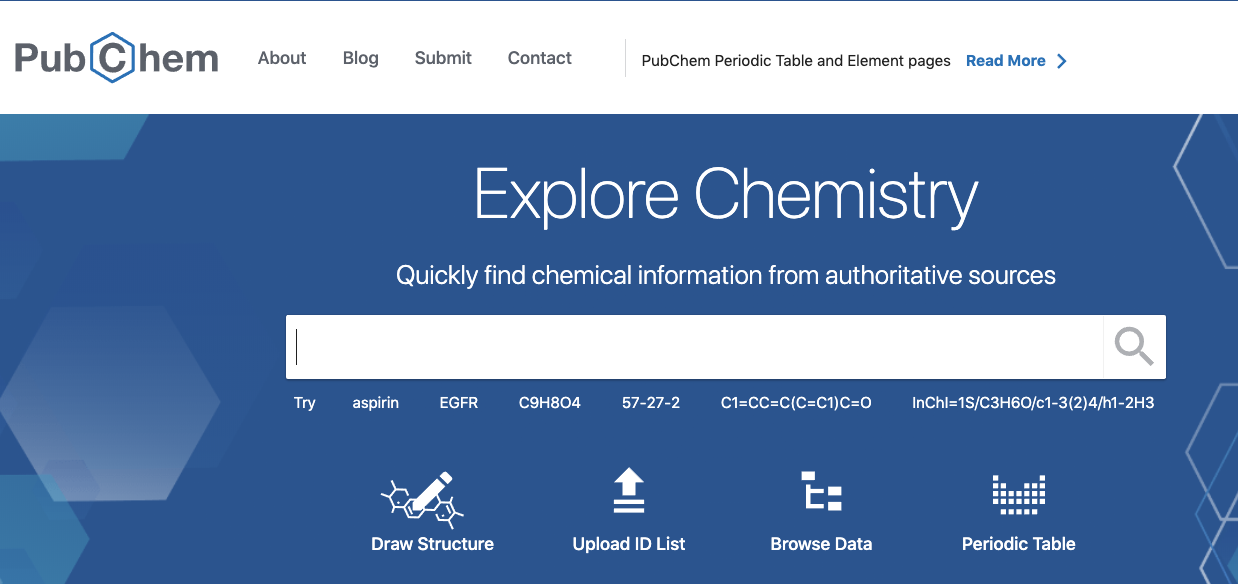 PubChem About Blog Submit Contact PubChem Periodic Table and Element pages Read More
Explore Chemistry
Quickly find chemical information from authoritative sources
Try aspirin EGFR C9H8O4 57-27-2 C1=CC=C(C=C1)C=O InChI=1S/C3H6O/c1-3(2)4/h1-2H3
Draw Structure Upload ID List Browse Data Periodic Table